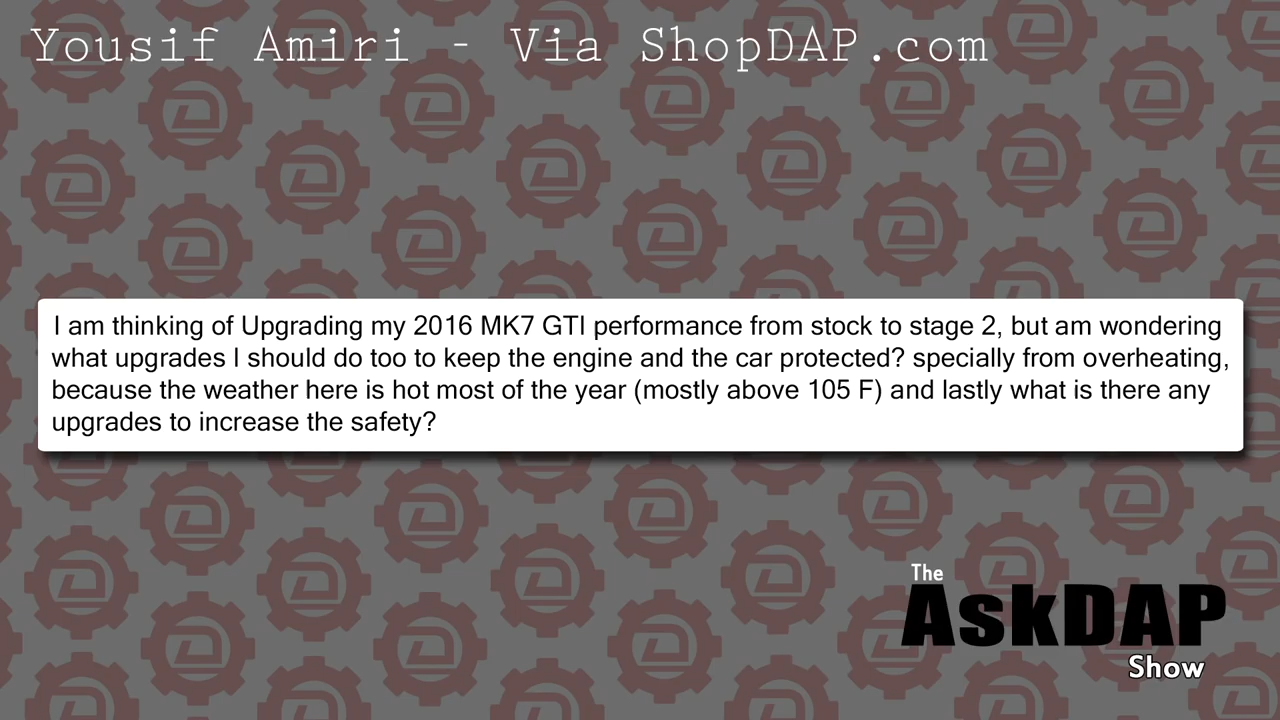 Yousif Amiri - Via ShopDAP.com
I am thinking of Upgrading my 2016 MK7 GTI performance from stock to stage 2, but am wondering
what upgrades I should do too to keep the engine and the car protected? specially from overheating,
because the weather here is hot most of the year (mostly above 105 F) and lastly what is there any
upgrades to increase the safety?
The
AskDAP
Show